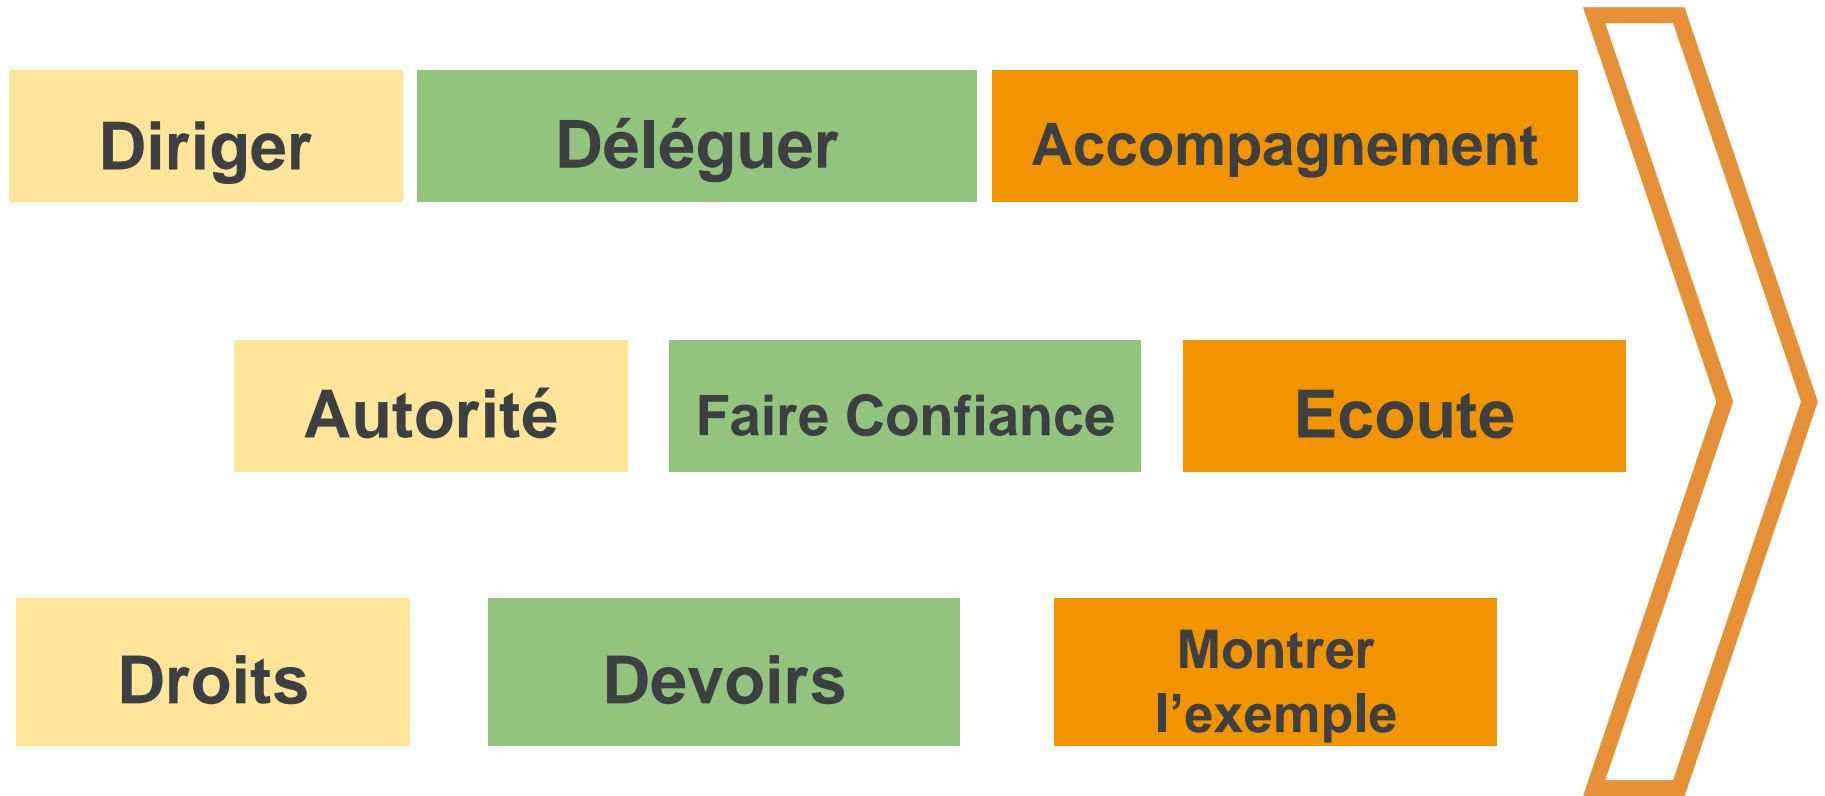 Diriger
Déléguer
Accompagnement
Autorité
Faire Confiance
Ecoute
Droits
Devoirs
Montrer
l’exemple